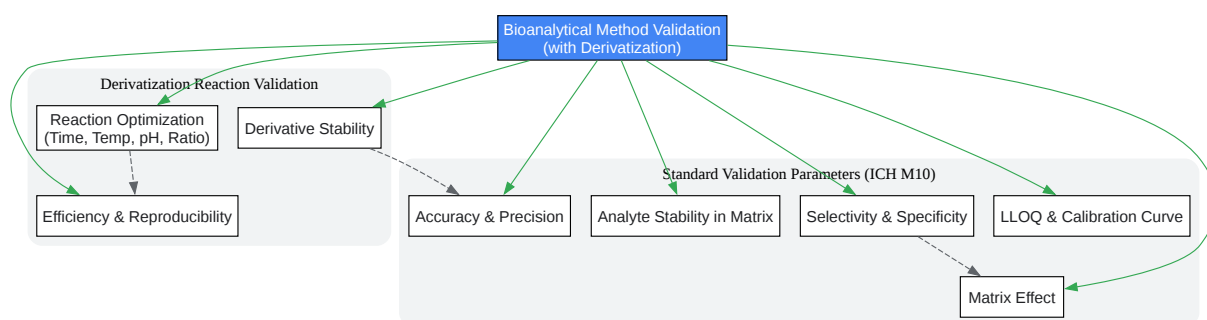 Bioanalytical Method Validation
(with Derivatization)
Derivatization Reaction Validation
Reaction Optimization
(Time, Temp, pH, Ratio)
Derivative Stability
Efficiency & Reproducibility
Standard Validation Parameters (ICH M10)
Accuracy & Precision
Analyte Stability in Matrix
Selectivity & Specificity
LLOQ & Calibration Curve
Matrix Effect